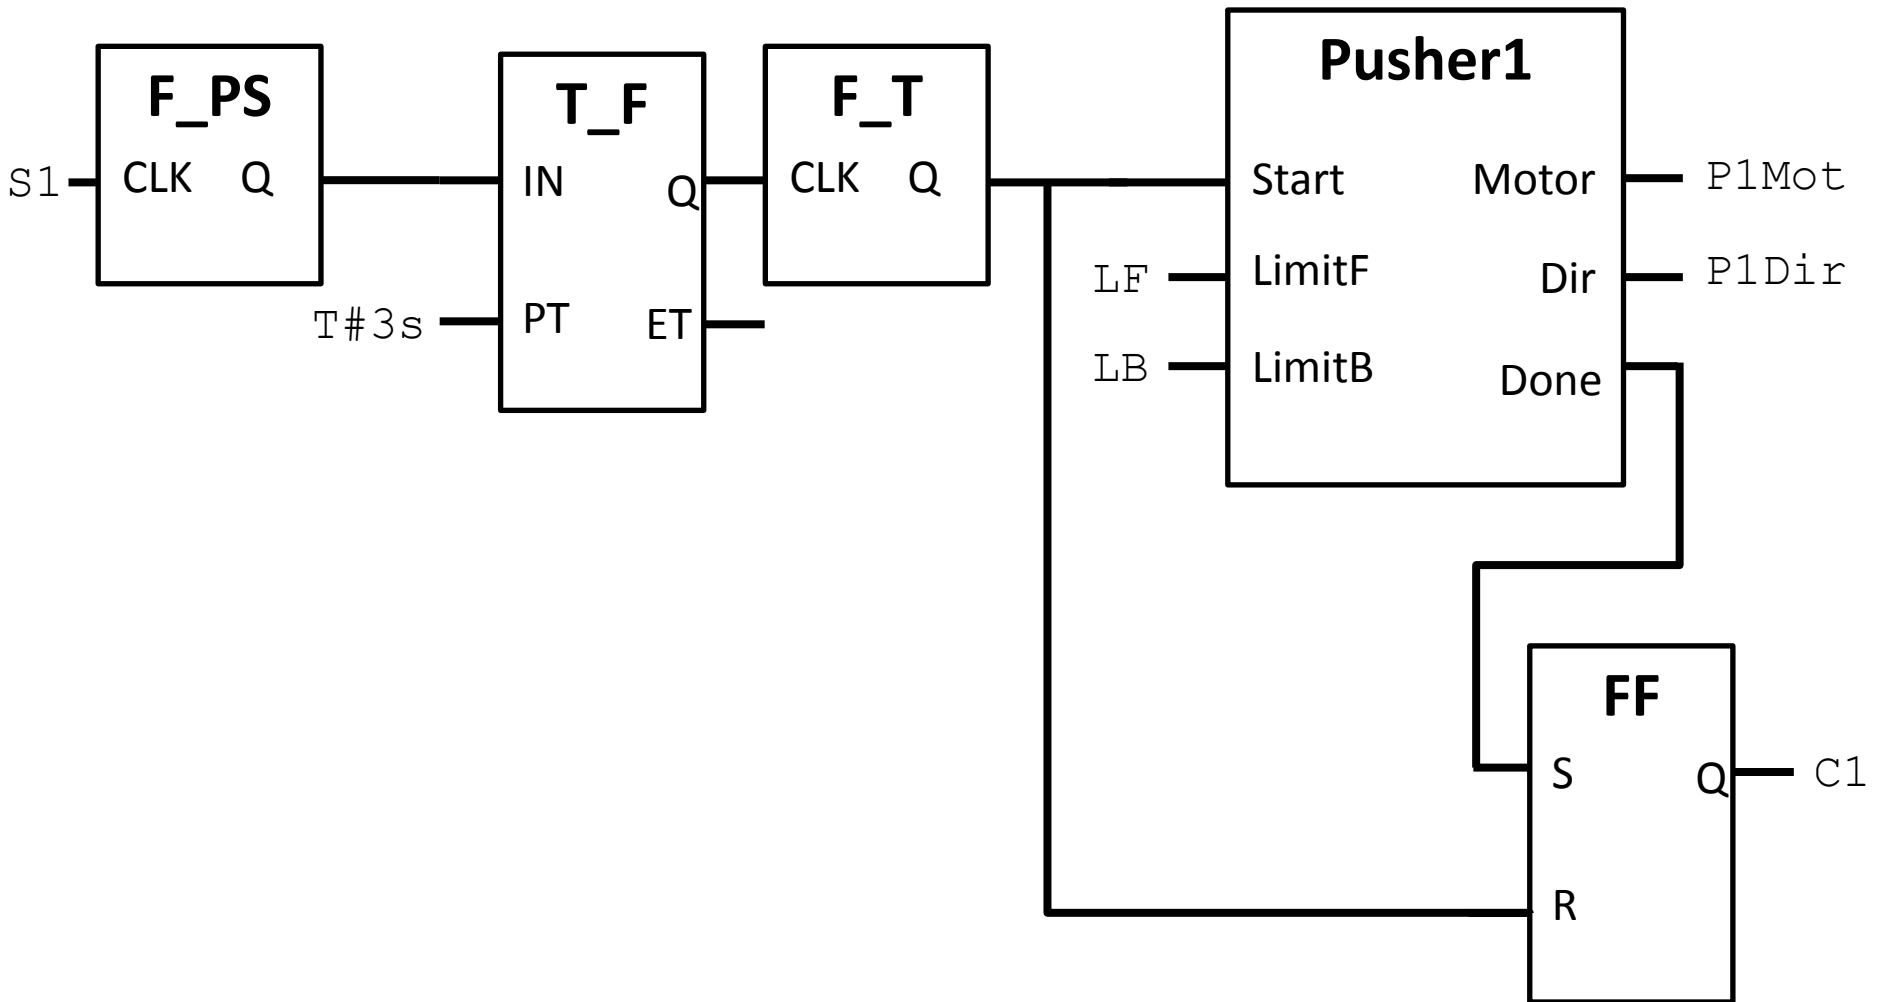 F_PS
S1
CLK Q
T_F
IN Q
T#3s
PT ET
F_T
CLK Q
Pusher1
Start Motor P1Mot
LF LimitF Dir P1Dir
LB LimitB Done
FF
S Q C1
R